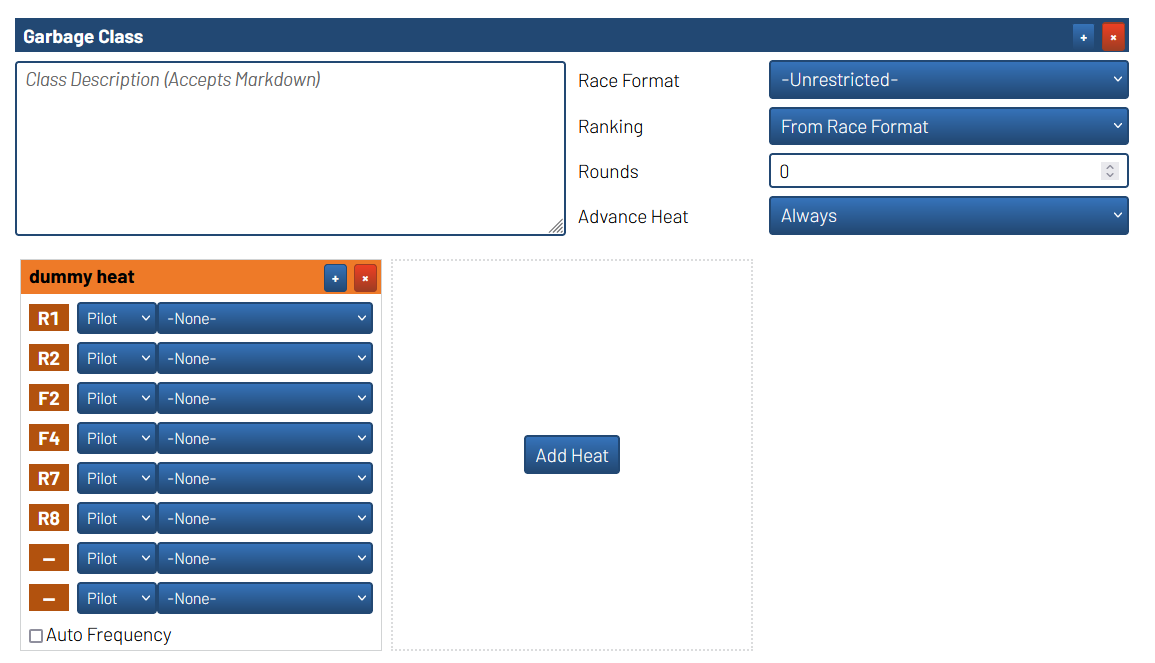 Garbage Class
+ ×
Class Description (Accepts Markdown)
Race Format -Unrestricted-
Ranking From Race Format
Rounds 0
Advance Heat Always
dummy heat + ×
R1 Pilot -None-
R2 Pilot -None-
F2 Pilot -None-
F4 Pilot -None-
R7 Pilot -None-
R8 Pilot -None-
– Pilot -None-
– Pilot -None-
Auto Frequency
Add Heat